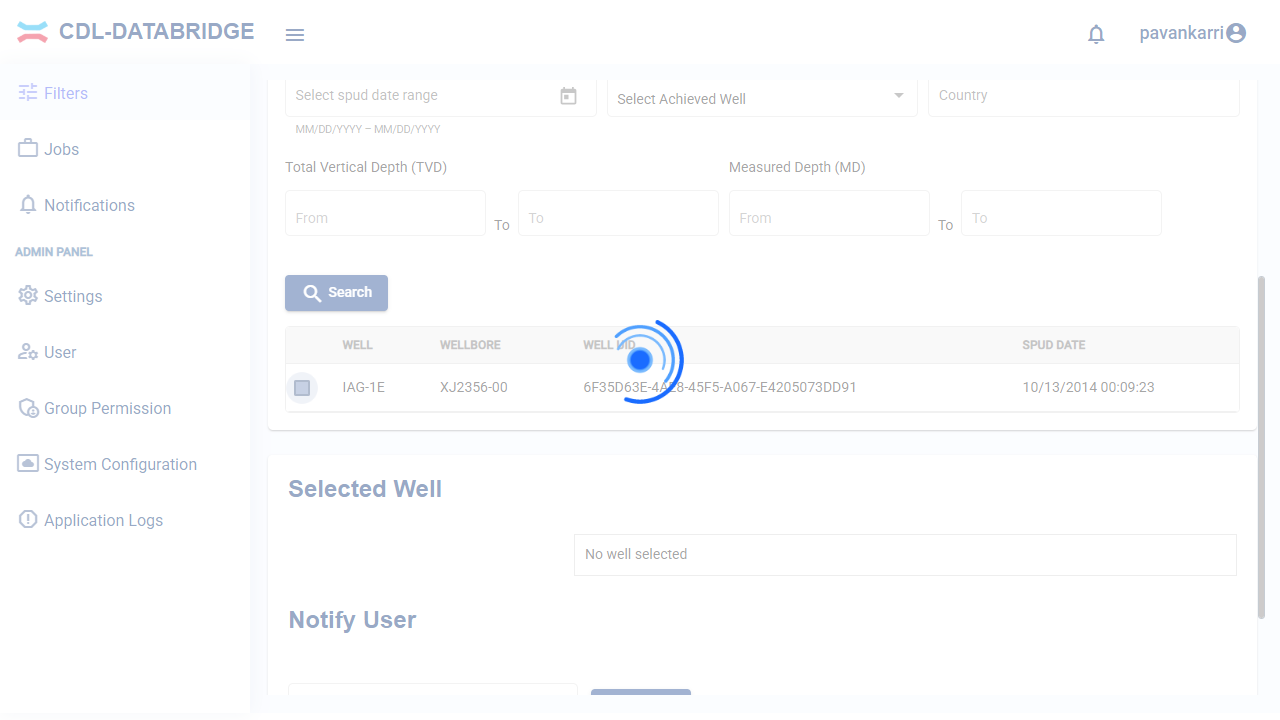 CDL-DATABRIDGE
pavankarri
Filters
Jobs
Notifications
ADMIN PANEL
Settings
User
Group Permission
System Configuration
Application Logs
Select spud date range
Select Achieved Well
Country
MM/DD/YYYY – MM/DD/YYYY
Total Vertical Depth (TVD)
Measured Depth (MD)
From
To
To
From
To
To
Search
WELL WELLBORE WELL UID SPUD DATE
IAG-1E XJ2356-00 6F35D63E-4AE8-45F5-A067-E4205073DD91 10/13/2014 00:09:23
Selected Well
No well selected
Notify User